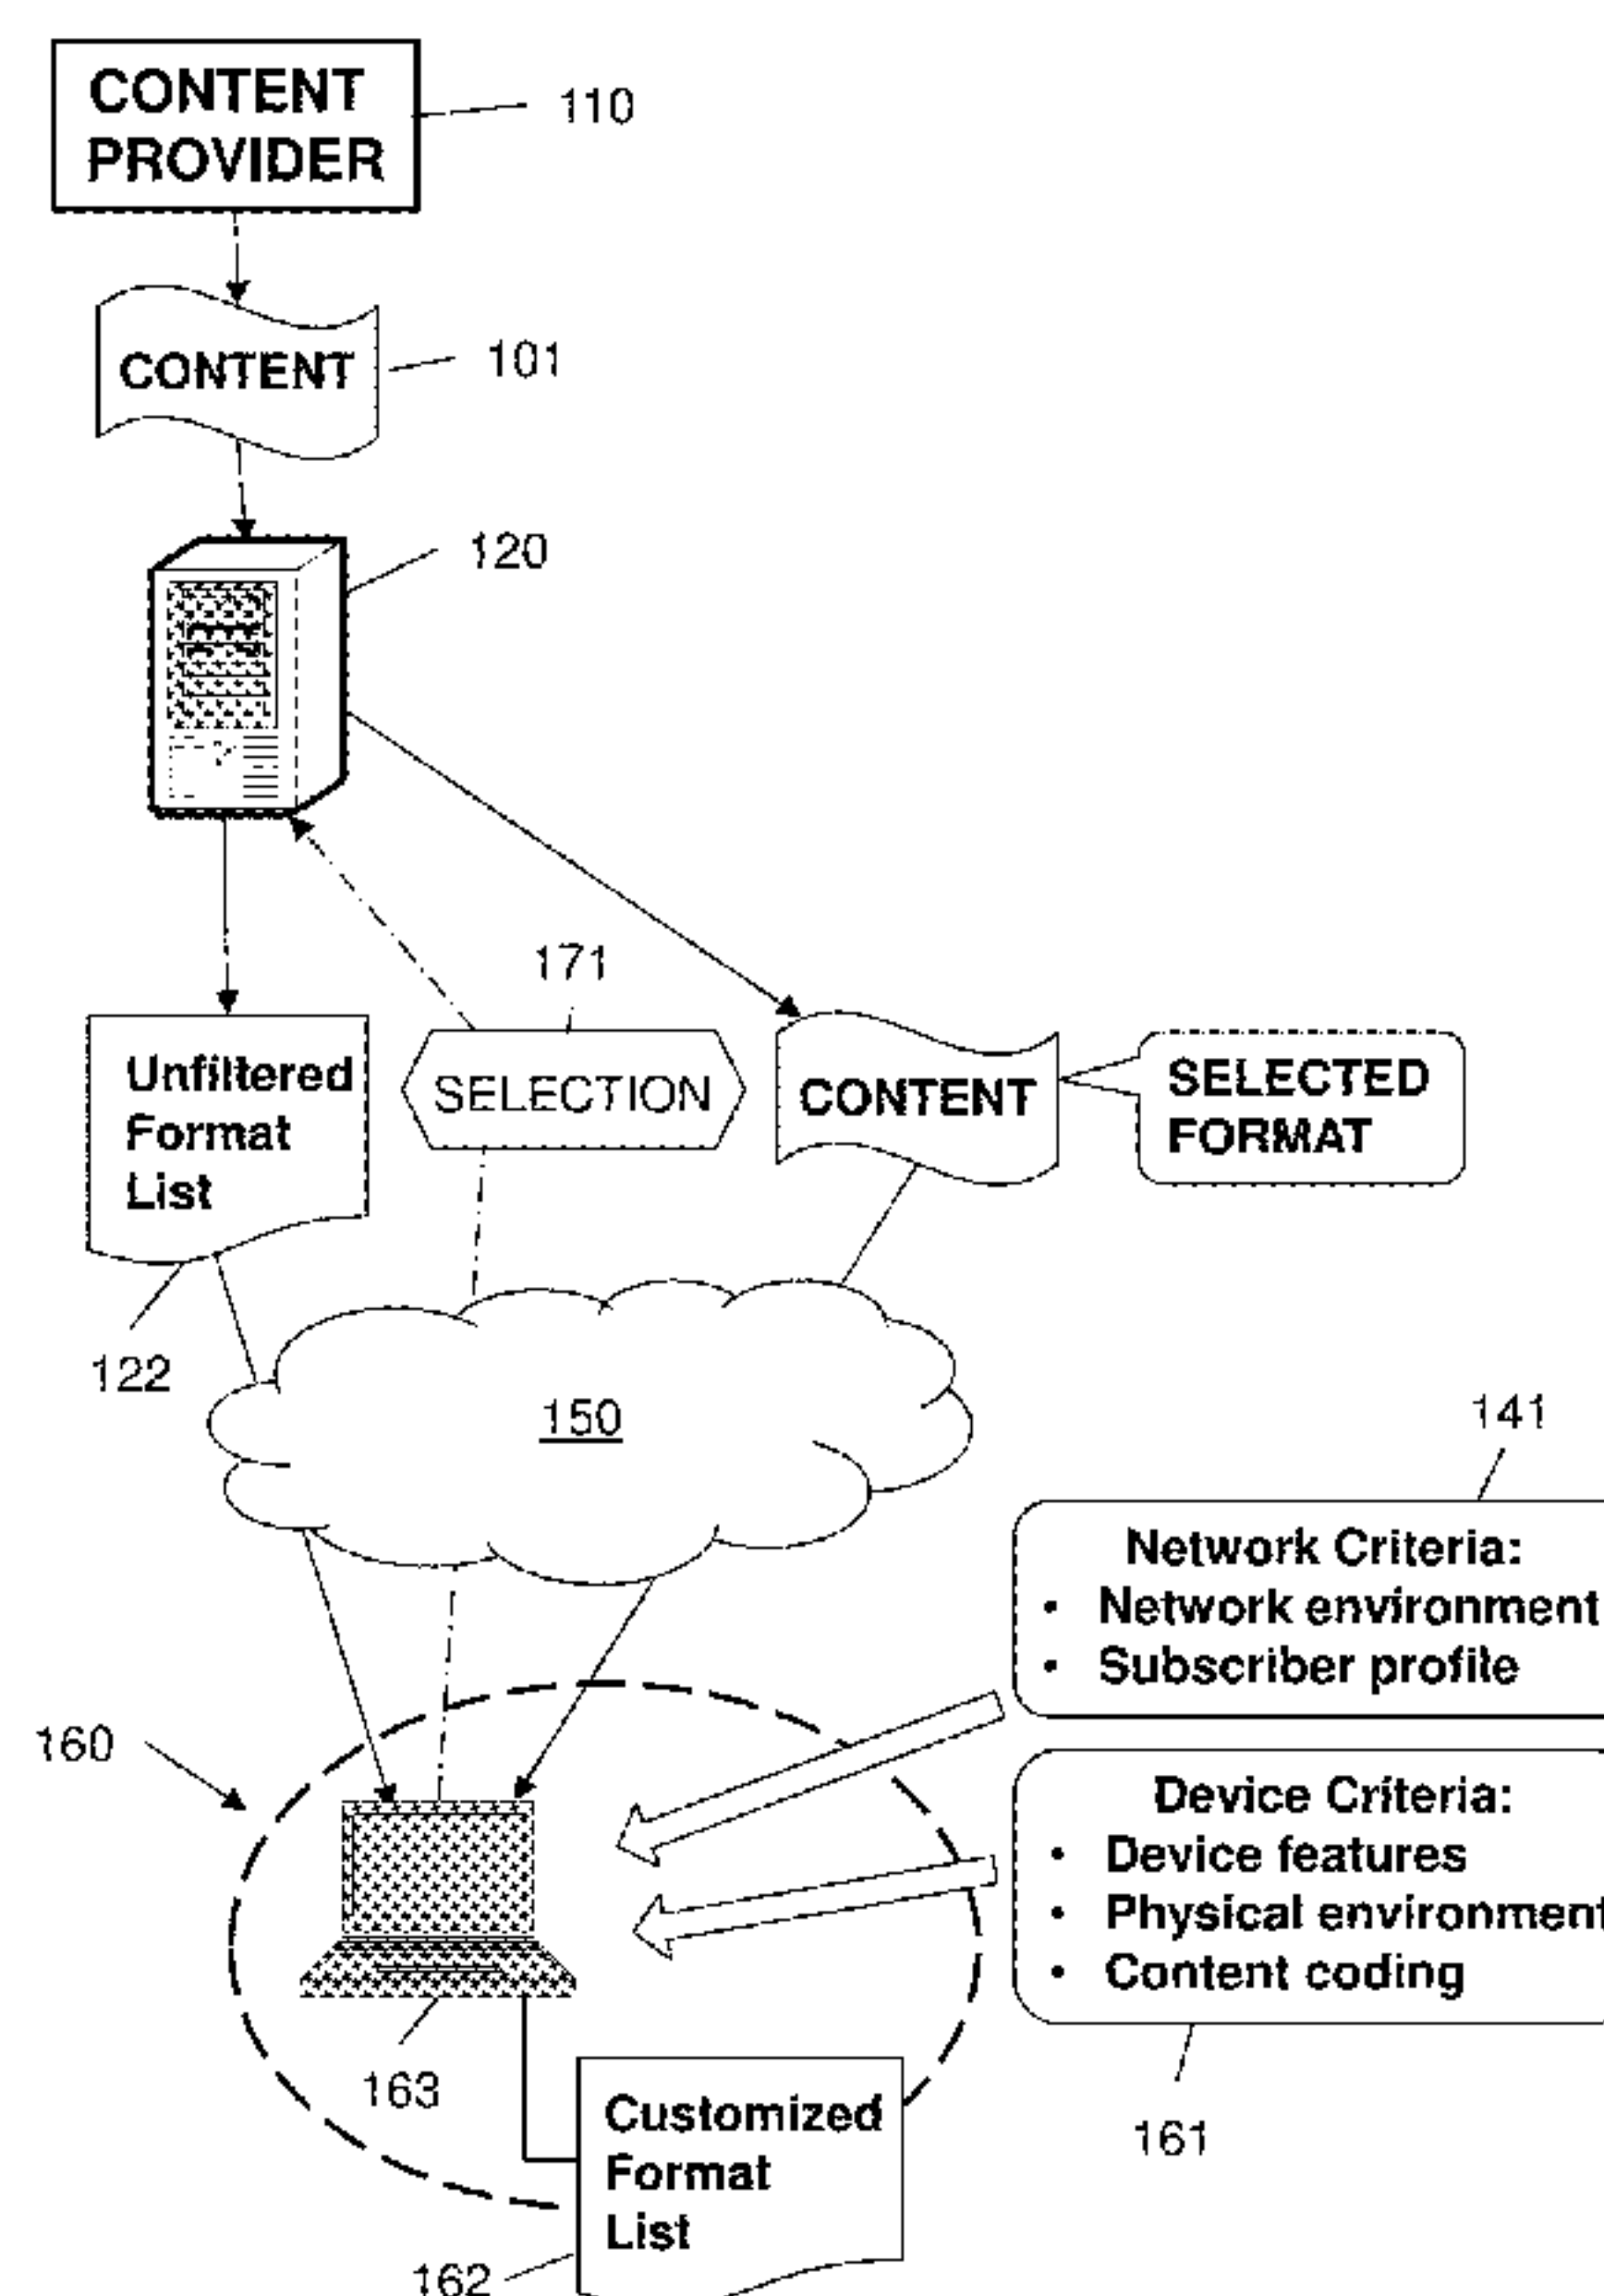 CONTENT
PROVIDER
110
CONTENT
101
120
171
Unfiltered
Format
List
SELECTION
CONTENT
SELECTED
FORMAT
122
150
141
Network Criteria:
• Network environment
• Subscriber profile
160
Device Criteria:
• Device features
• Physical environment
• Content coding
163
161
Customized
Format
List
162